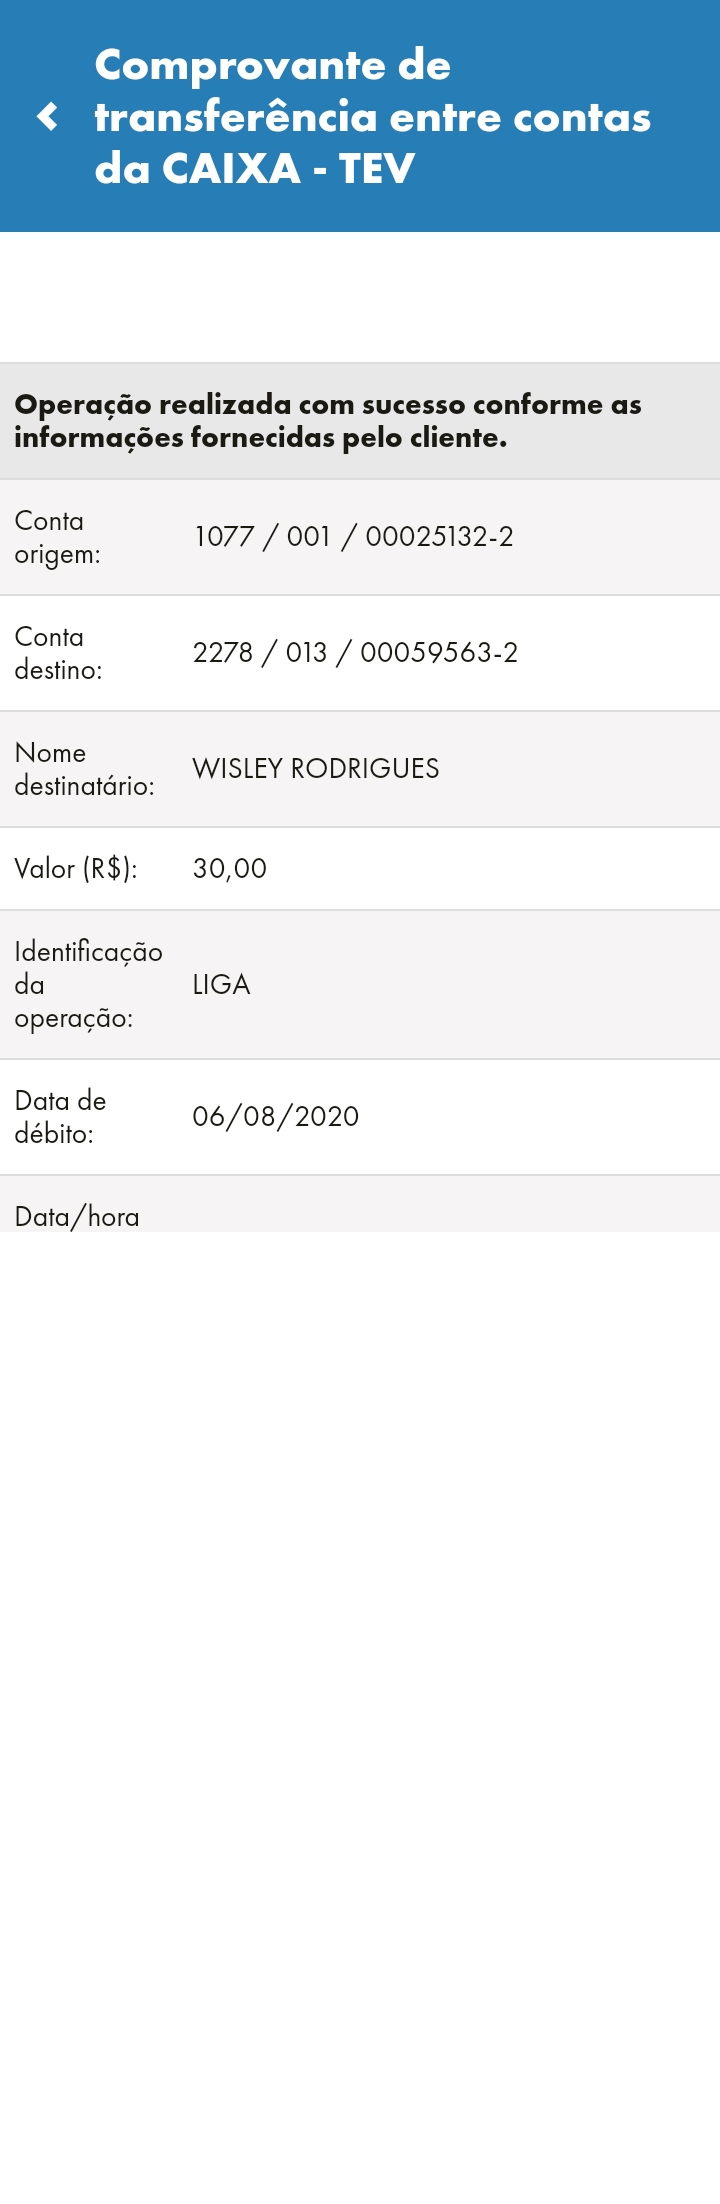 Comprovante de
transferência entre contas
da CAIXA - TEV
Operação realizada com sucesso conforme as
informações fornecidas pelo cliente.
Conta
origem:
1077 / 001 / 00025132-2
Conta
destino:
2278 / 013 / 00059563-2
Nome
destinatário:
WISLEY RODRIGUES
Valor (R$):
30,00
Identificação
da
operação:
LIGA
Data de
débito:
06/08/2020
Data/hora